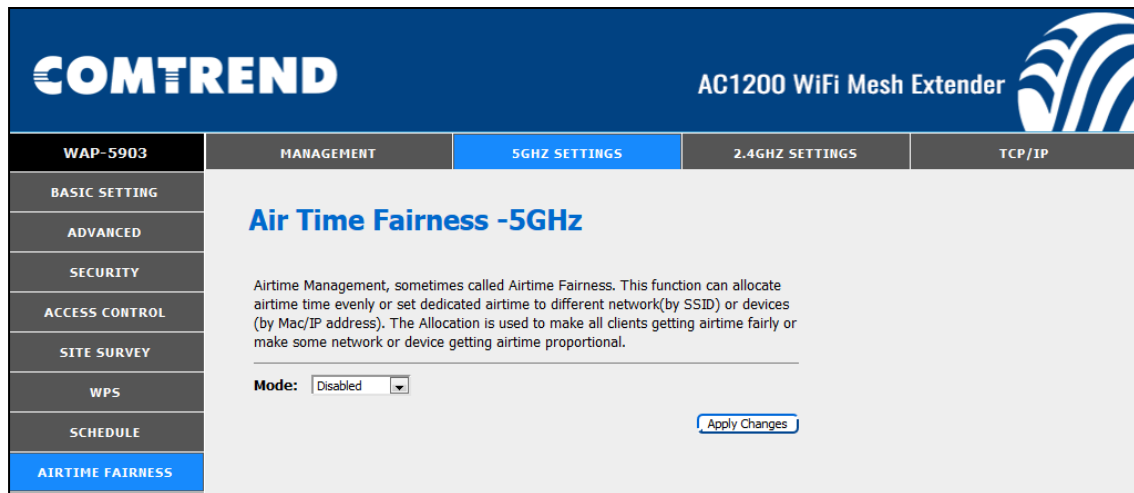 COMTREND
AC1200 WiFi Mesh Extender
WAP-5903
MANAGEMENT
5GHZ SETTINGS
2.4GHZ SETTINGS
TCP/IP
BASIC SETTING
ADVANCED
SECURITY
ACCESS CONTROL
SITE SURVEY
WPS
SCHEDULE
AIRTIME FAIRNESS
Air Time Fairness -5GHz
Airtime Management, sometimes called Airtime Fairness. This function can allocate
airtime time evenly or set dedicated airtime to different network(by SSID) or devices
(by Mac/IP address). The Allocation is used to make all clients getting airtime fairly or
make some network or device getting airtime proportional.
Mode: Disabled
Apply Changes